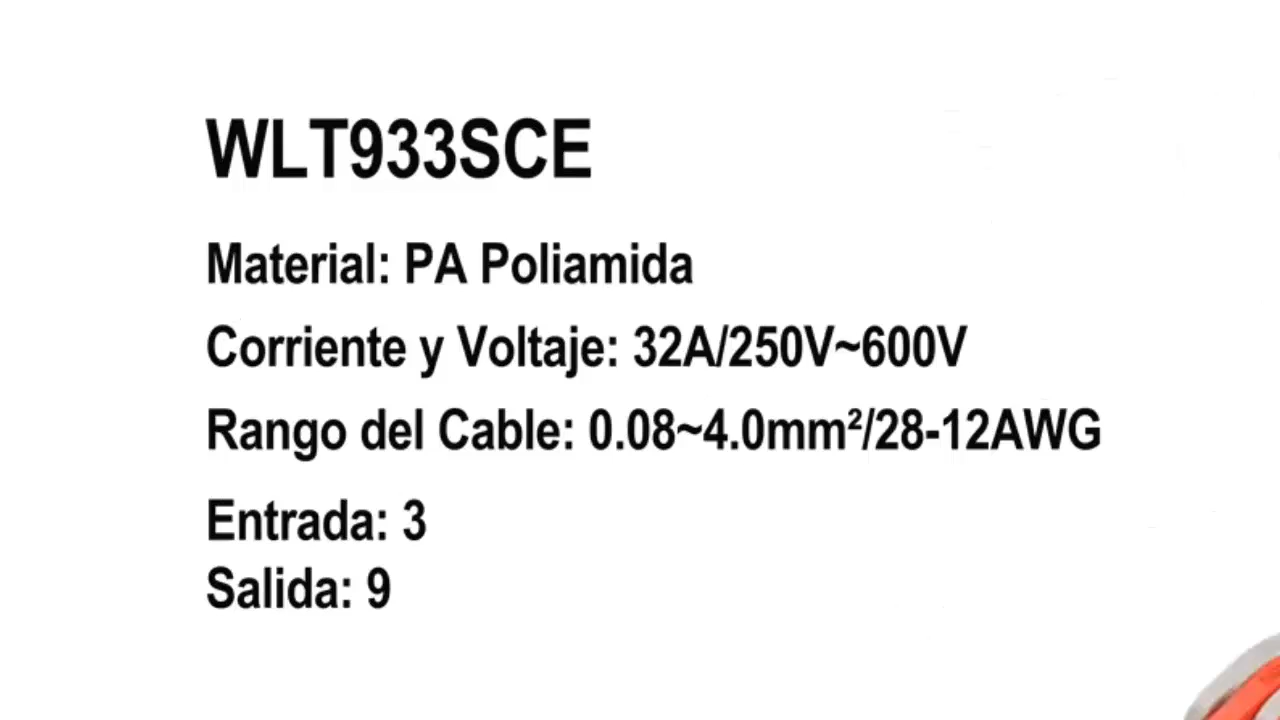 WLT933SCE
Material: PA Poliamida
Corriente y Voltaje: 32A/250V~600V
Rango del Cable: 0.08~4.0mm²/28-12AWG
Entrada: 3
Salida: 9